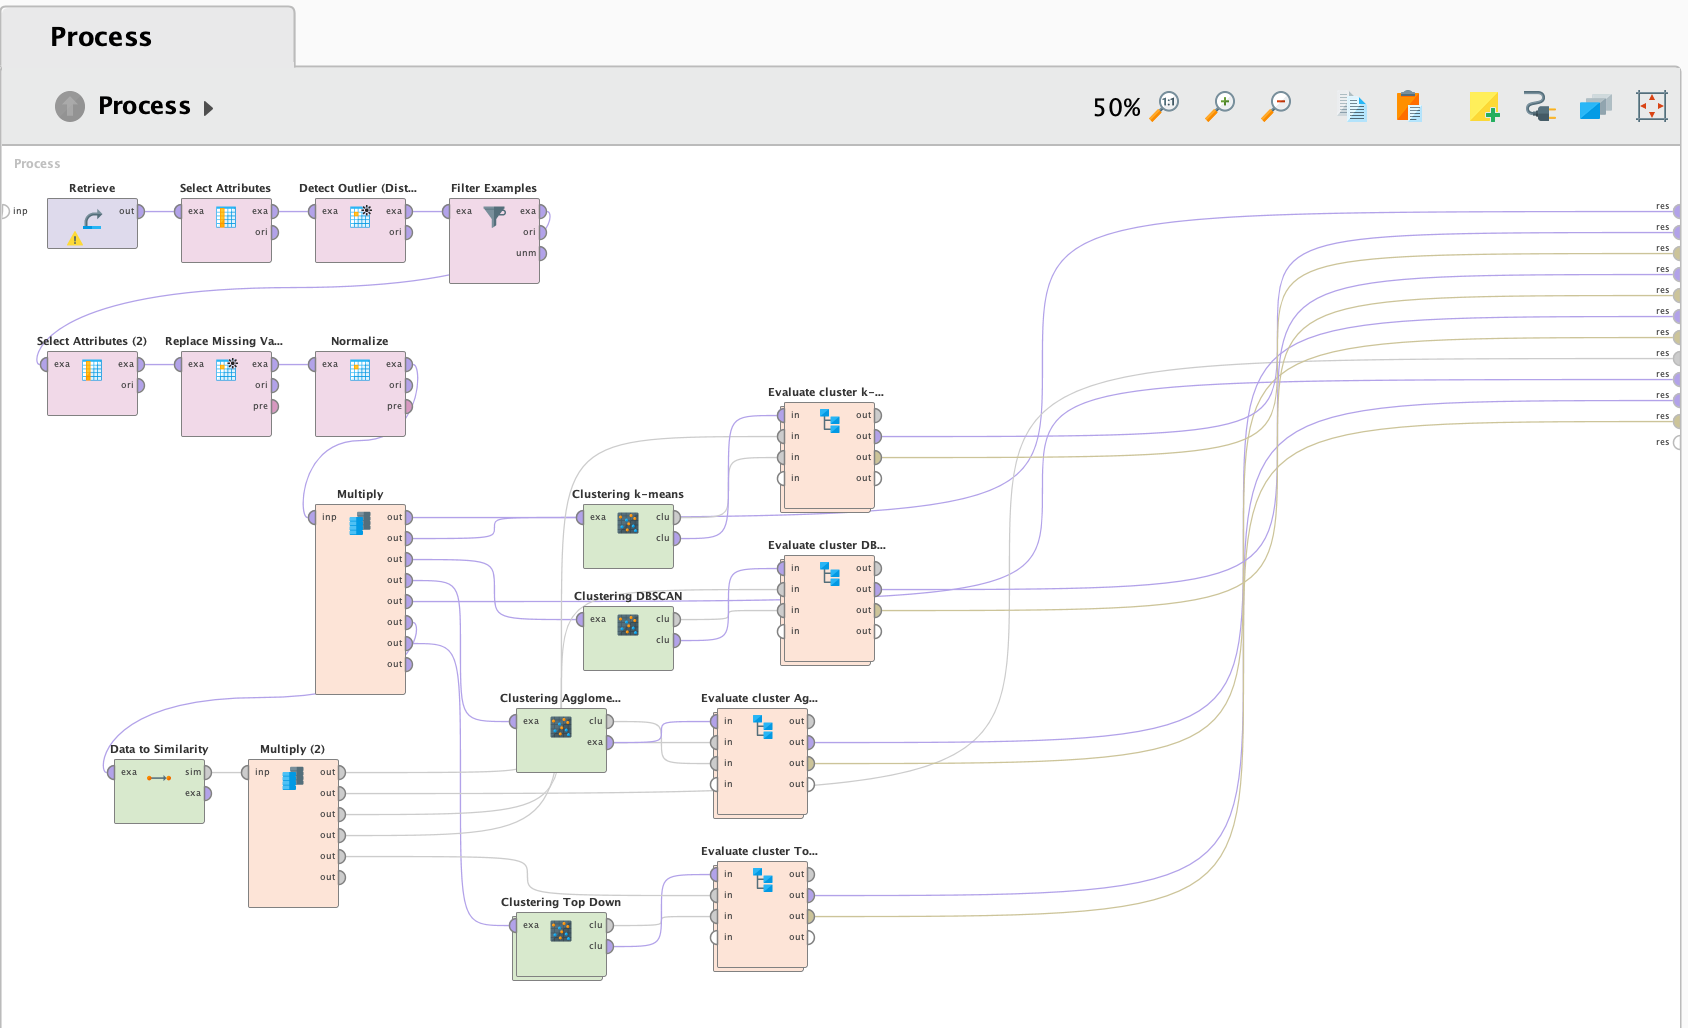 Process
Process
50%
1:1
Process
Retrieve
Select Attributes
Detect Outlier (Dist...
Filter Examples
inp
out
exa
exa
ori
exa
exa
ori
exa
exa
ori
unm
Select Attributes (2)
Replace Missing Va...
Normalize
exa
exa
ori
exa
exa
ori
pre
exa
exa
ori
pre
Evaluate cluster k-...
in
out
in
out
in
out
in
out
Multiply
inp
out
out
out
out
out
out
out
out
Clustering k-means
exa
clu
clu
Evaluate cluster DB...
in
out
in
out
in
out
in
out
Clustering DBSCAN
exa
clu
clu
Clustering Agglome...
exa
clu
exa
Evaluate cluster Ag...
in
out
in
out
in
out
in
out
Data to Similarity
exa
sim
exa
Multiply (2)
inp
out
out
out
out
out
out
Evaluate cluster To...
in
out
in
out
in
out
in
out
Clustering Top Down
exa
clu
clu
res
res
res
res
res
res
res
res
res
res
res
res